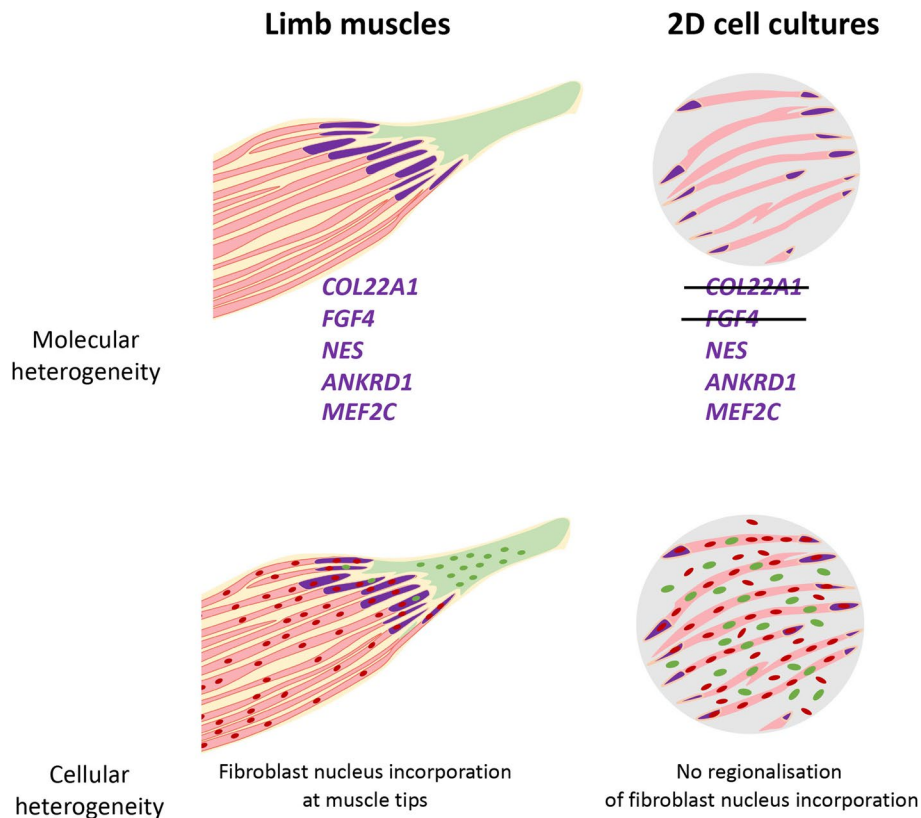 Limb muscles
2D cell cultures
Molecular
heterogeneity
COL22A1
FGF4
NES
ANKRD1
MEF2C
COL22A1
FGF4
NES
ANKRD1
MEF2C
Cellular
heterogeneity
Fibroblast nucleus incorporation
at muscle tips
No regionalisation
of fibroblast nucleus incorporation